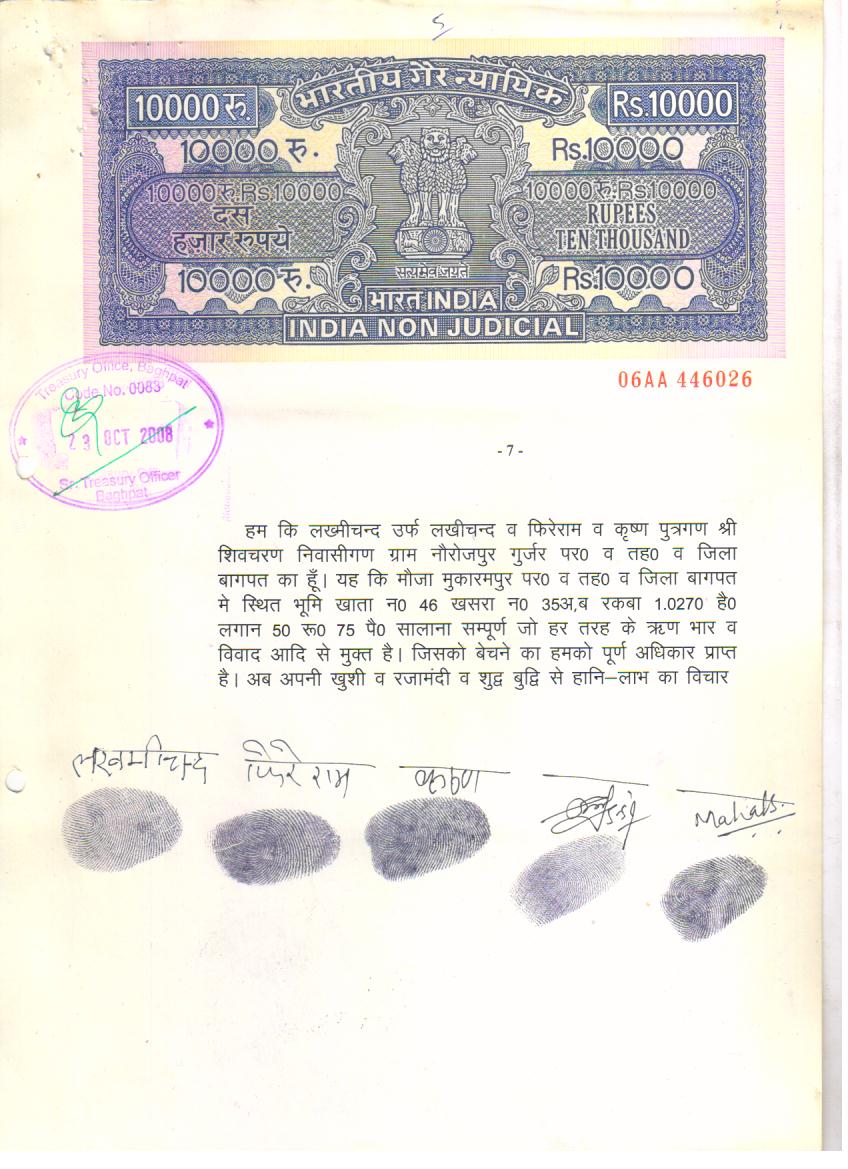 5
भारतीय गैर न्यायिक
10000 रु. Rs.10000
10000 रु. Rs.10000
10000रु.Rs.10000 10000रु.Rs.10000
दस
हज़ार रुपये
RUPEES
TEN THOUSAND
सत्यमेव जयते
10000 रु. Rs.10000
भारत INDIA
INDIA NON JUDICIAL
06AA 446026
Treasury Office, Baghpat
Code No. 0083
23 OCT 2008
Sr. Treasury Officer
Baghpat
-7-
हम कि लख्मीचन्द उर्फ लखीचन्द व फिरेराम व कृष्ण पुत्रगण श्री
शिवचरण निवासीगण ग्राम नौरोजपुर गुर्जर पर0 व तह0 व जिला
बागपत का हूँ। यह कि मौजा मुकारमपुर पर0 व तह0 व जिला बागपत
मे स्थित भूमि खाता न0 46 खसरा न0 35अ,ब रकबा 1.0270 है0
लगान 50 रू0 75 पै0 सालाना सम्पूर्ण जो हर तरह के ऋण भार व
विवाद आदि से मुक्त है। जिसको बेचने का हमको पूर्ण अधिकार प्राप्त
है। अब अपनी खुशी व रजामंदी व शुद्व बुद्वि से हानि–लाभ का विचार
लखमीचन्द फिरे राम कृष्ण